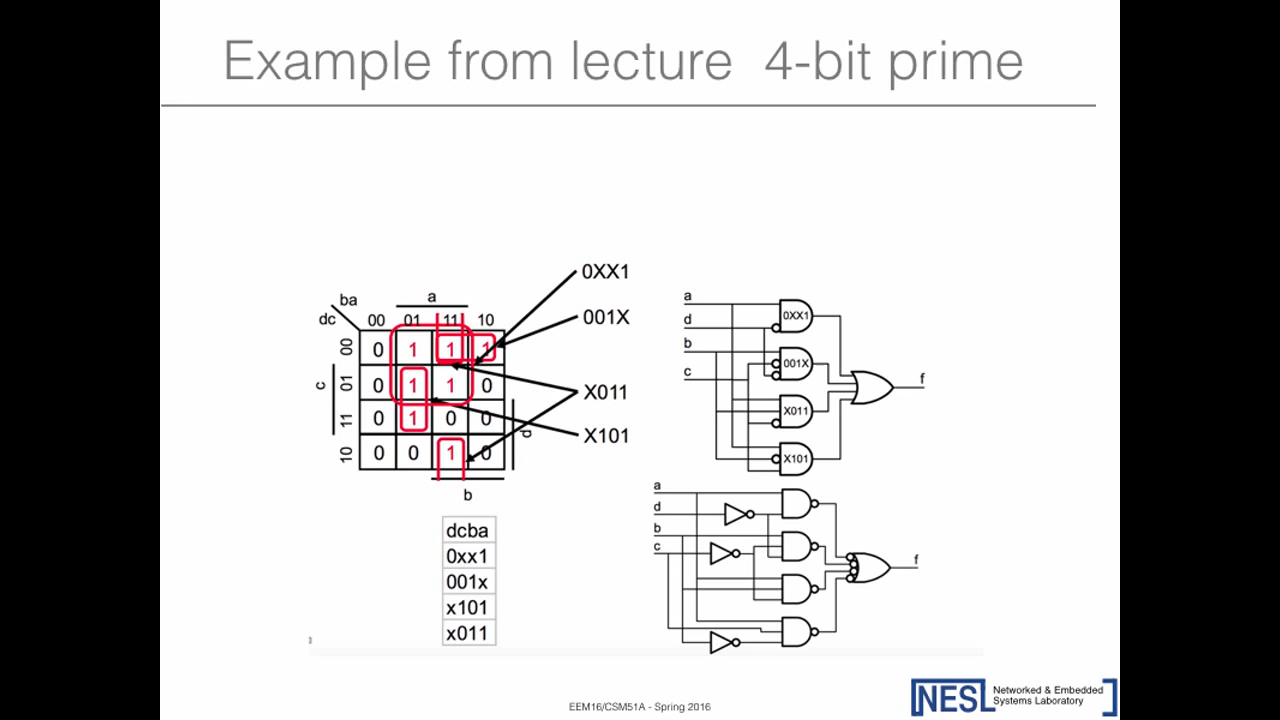 Example from lecture 4-bit prime
0XX1
001X
X011
X101
ba
a
dc
00 01 11 10
00 0 1 1 1
c 01 0 1 1 0
11 0 1 0 0 d
10 0 0 1 0
b
dcba
0xx1
001x
x101
x011
a
d
b
c
0XX1
001X
X011
X101
f
a
d
b
c
f
EEM16/CSM51A - Spring 2016
NESL Networked & Embedded
Systems Laboratory